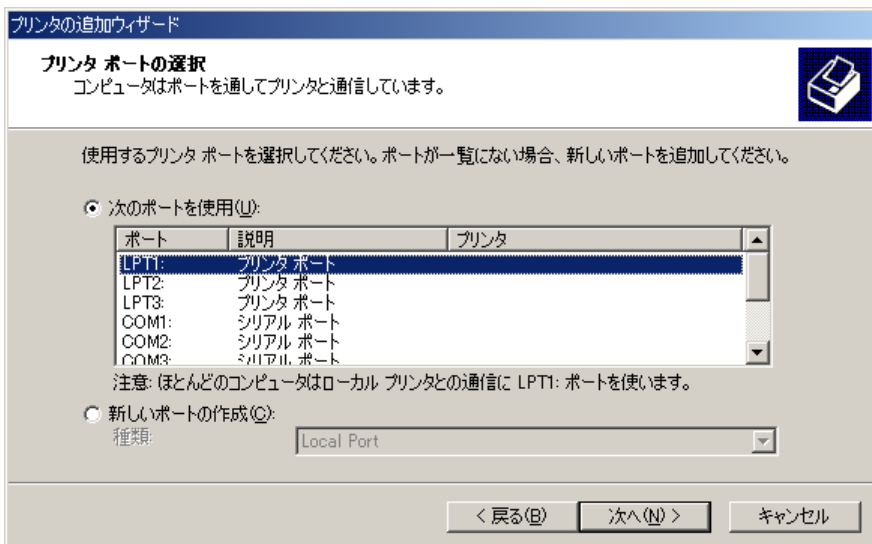 プリンタの追加ウィザード
プリンタ ポートの選択
コンピュータはポートを通してプリンタと通信しています。
使用するプリンタ ポートを選択してください。ポートが一覧にない場合、新しいポートを追加してください。
次のポートを使用(U):
ポート 説明 プリンタ
LPT1: プリンタ ポート
LPT2: プリンタ ポート
LPT3: プリンタ ポート
COM1: シリアル ポート
COM2: シリアル ポート
COM3: シリアル ポート
注意: ほとんどのコンピュータはローカル プリンタとの通信に LPT1: ポートを使います。
新しいポートの作成(C):
種類: Local Port
< 戻る(B) 次へ(N) > キャンセル